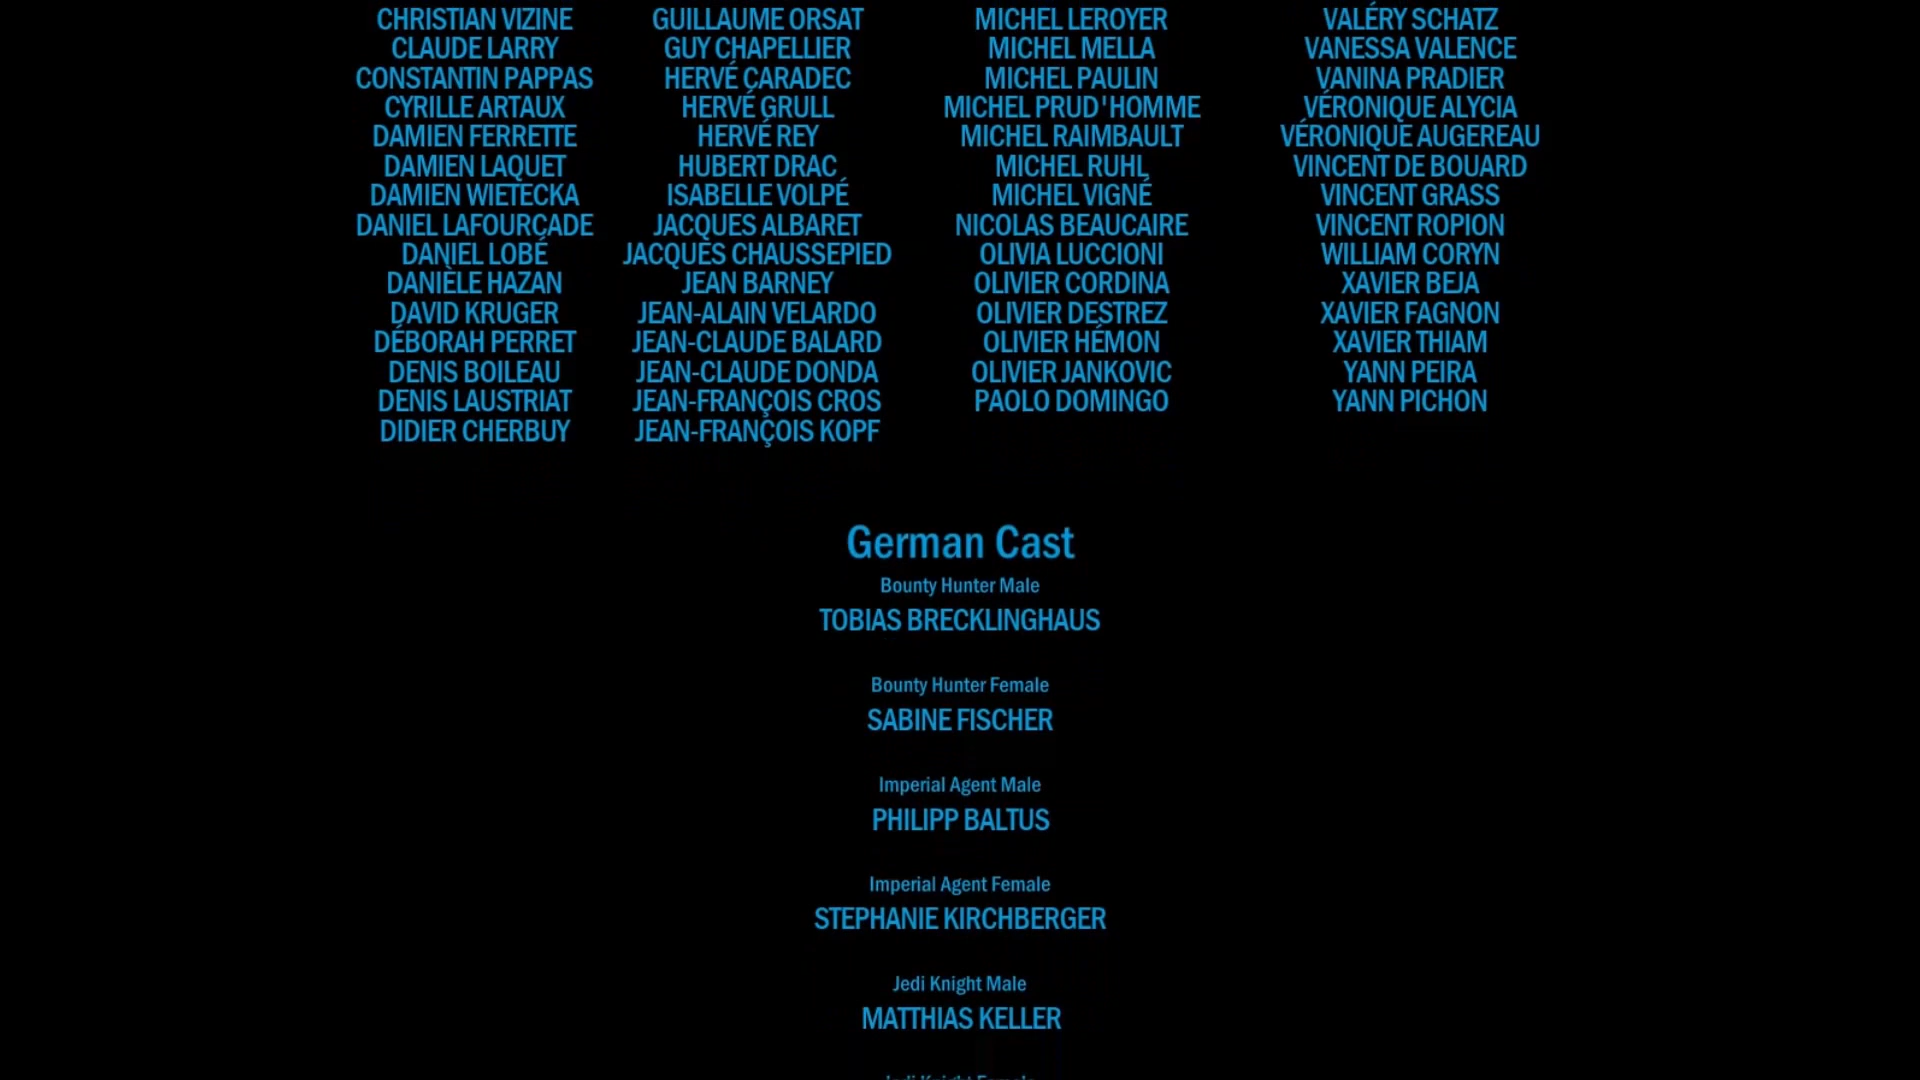 CHRISTIAN VIZINE
CLAUDE LARRY
CONSTANTIN PAPPAS
CYRILLE ARTAUX
DAMIEN FERRETTE
DAMIEN LAQUET
DAMIEN WIETECKA
DANIEL LAFOURCADE
DANIEL LOBÉ
DANIÈLE HAZAN
DAVID KRUGER
DÉBORAH PERRET
DENIS BOILEAU
DENIS LAUSTRIAT
DIDIER CHERBUY
GUILLAUME ORSAT
GUY CHAPELLIER
HERVÉ CARADEC
HERVÉ GRULL
HERVÉ REY
HUBERT DRAC
ISABELLE VOLPÉ
JACQUES ALBARET
JACQUES CHAUSSEPIED
JEAN BARNEY
JEAN-ALAIN VELARDO
JEAN-CLAUDE BALARD
JEAN-CLAUDE DONDA
JEAN-FRANÇOIS CROS
JEAN-FRANÇOIS KOPF
MICHEL LEROYER
MICHEL MELLA
MICHEL PAULIN
MICHEL PRUD'HOMME
MICHEL RAIMBAULT
MICHEL RUHL
MICHEL VIGNÉ
NICOLAS BEAUCAIRE
OLIVIA LUCCIONI
OLIVIER CORDINA
OLIVIER DESTREZ
OLIVIER HÉMON
OLIVIER JANKOVIC
PAOLO DOMINGO
VALÉRY SCHATZ
VANESSA VALENCE
VANINA PRADIER
VÉRONIQUE ALYCIA
VÉRONIQUE AUGEREAU
VINCENT DE BOUARD
VINCENT GRASS
VINCENT ROPION
WILLIAM CORYN
XAVIER BEJA
XAVIER FAGNON
XAVIER THIAM
YANN PEIRA
YANN PICHON
German Cast
Bounty Hunter Male
TOBIAS BRECKLINGHAUS
Bounty Hunter Female
SABINE FISCHER
Imperial Agent Male
PHILIPP BALTUS
Imperial Agent Female
STEPHANIE KIRCHBERGER
Jedi Knight Male
MATTHIAS KELLER